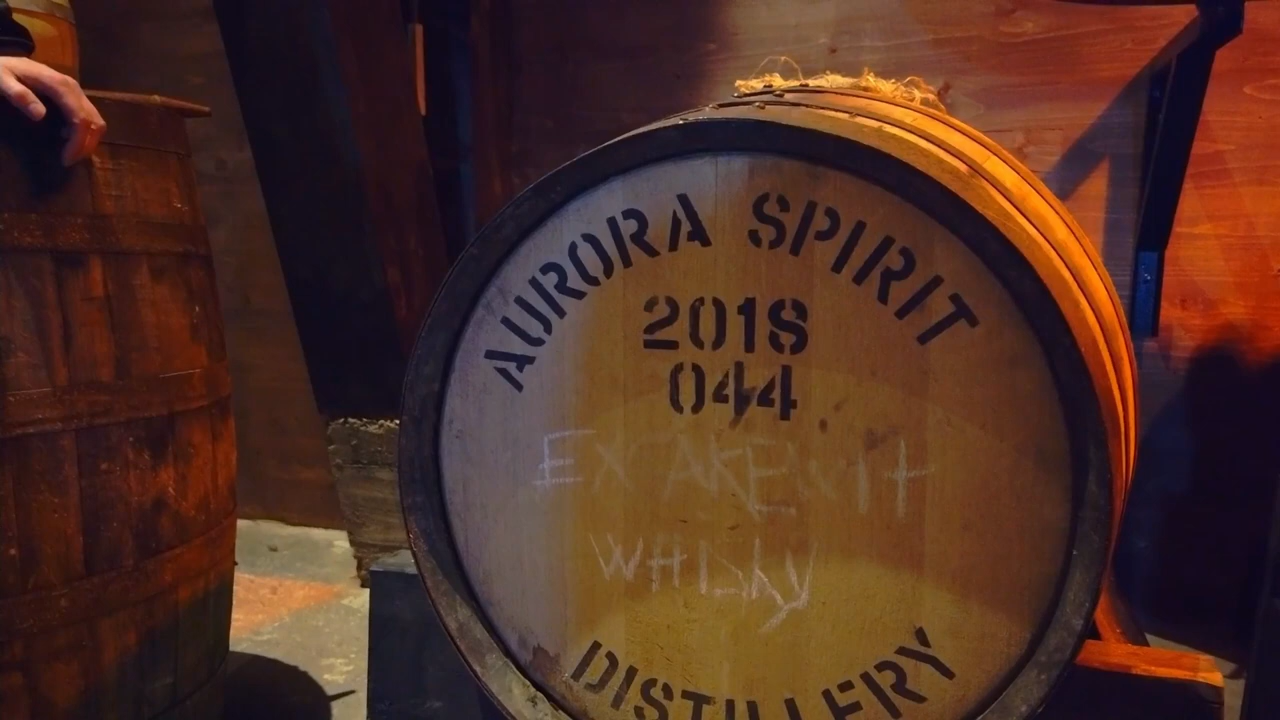 AURORA SPIRIT
2018
044
EX AKEVITT
WHISKY
DISTILLERY